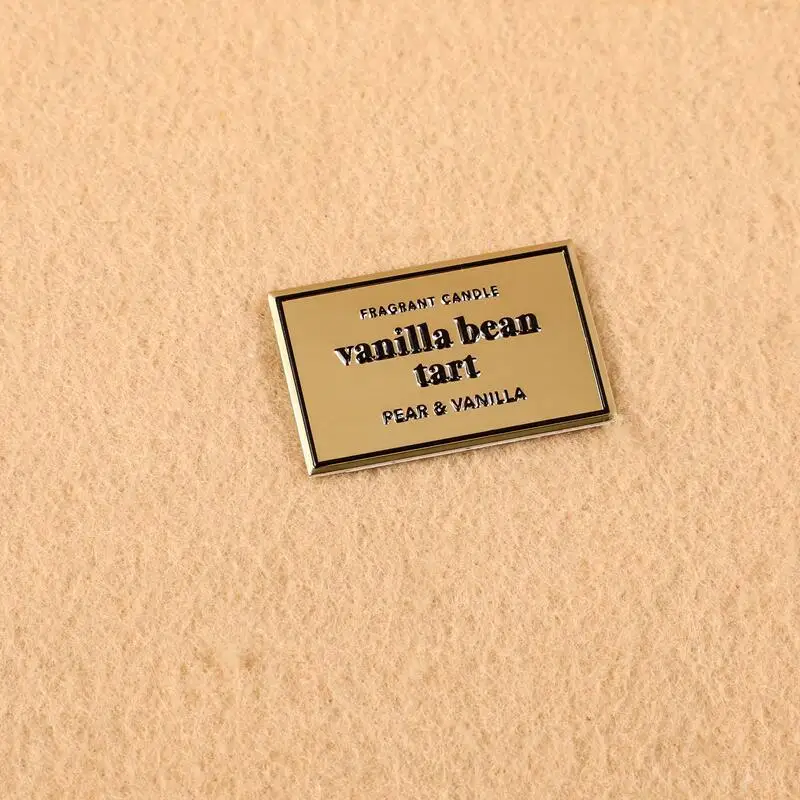 FRAGRANT CANDLE
vanilla bean
tart
PEAR & VANILLA